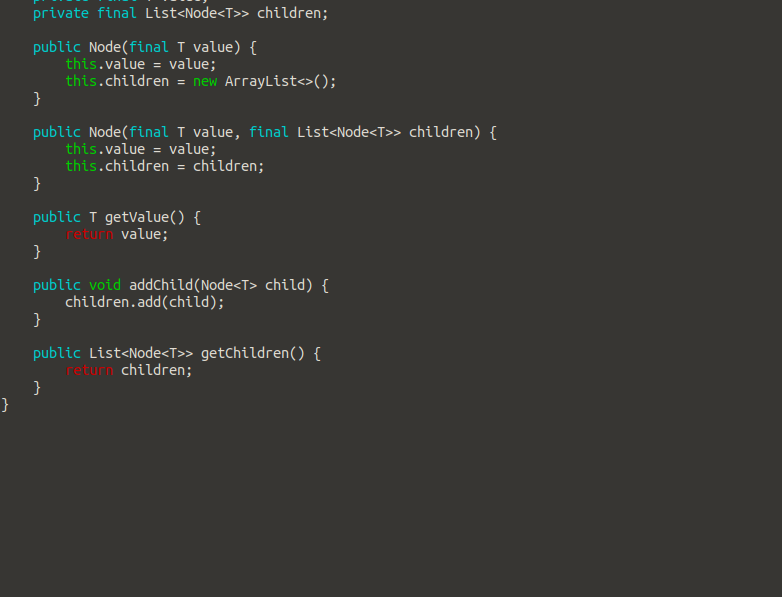 private final List<Node<T>> children;

    public Node(final T value) {
        this.value = value;
        this.children = new ArrayList<>();
    }

    public Node(final T value, final List<Node<T>> children) {
        this.value = value;
        this.children = children;
    }

    public T getValue() {
        return value;
    }

    public void addChild(Node<T> child) {
        children.add(child);
    }

    public List<Node<T>> getChildren() {
        return children;
    }
}